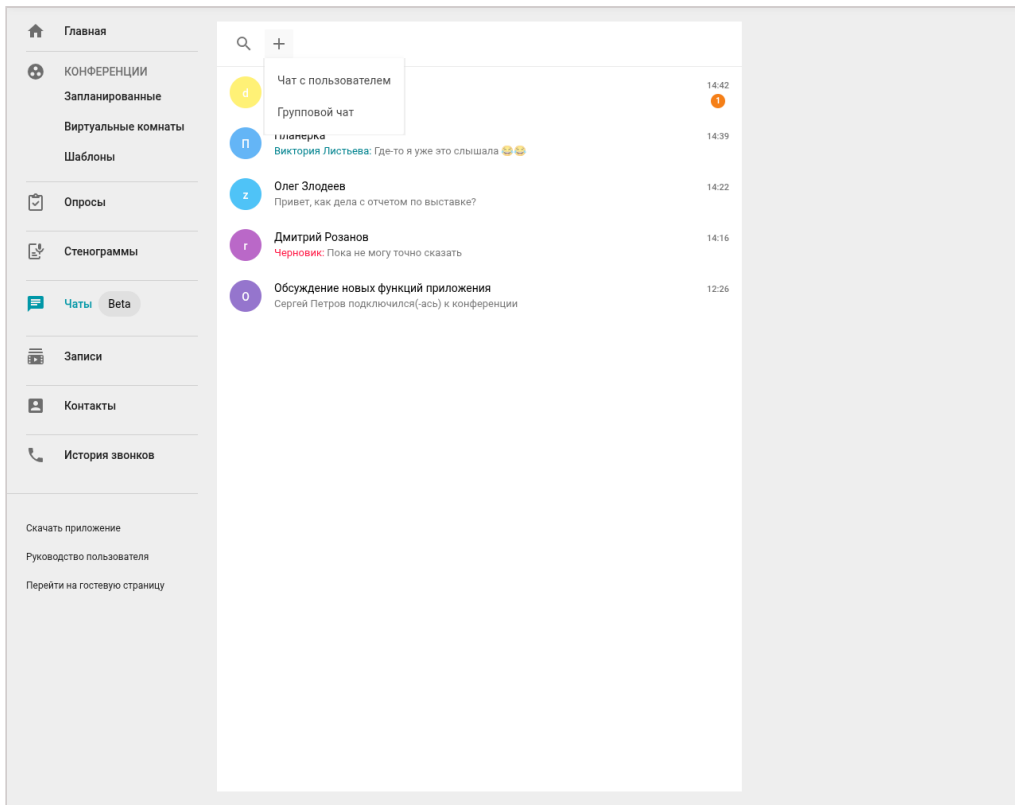 Главная
КОНФЕРЕНЦИИ
Запланированные
Виртуальные комнаты
Шаблоны
Опросы
Стенограммы
Чаты Beta
Записи
Контакты
История звонков
Скачать приложение
Руководство пользователя
Перейти на гостевую страницу
Чат с пользователем
Групповой чат
d
14:42
1
П
Планерка
14:39
Виктория Листьева: Где-то я уже это слышала 😂😂
z
Олег Злодеев
14:22
Привет, как дела с отчетом по выставке?
r
Дмитрий Розанов
14:16
Черновик: Пока не могу точно сказать
О
Обсуждение новых функций приложения
12:26
Сергей Петров подключился(-ась) к конференции